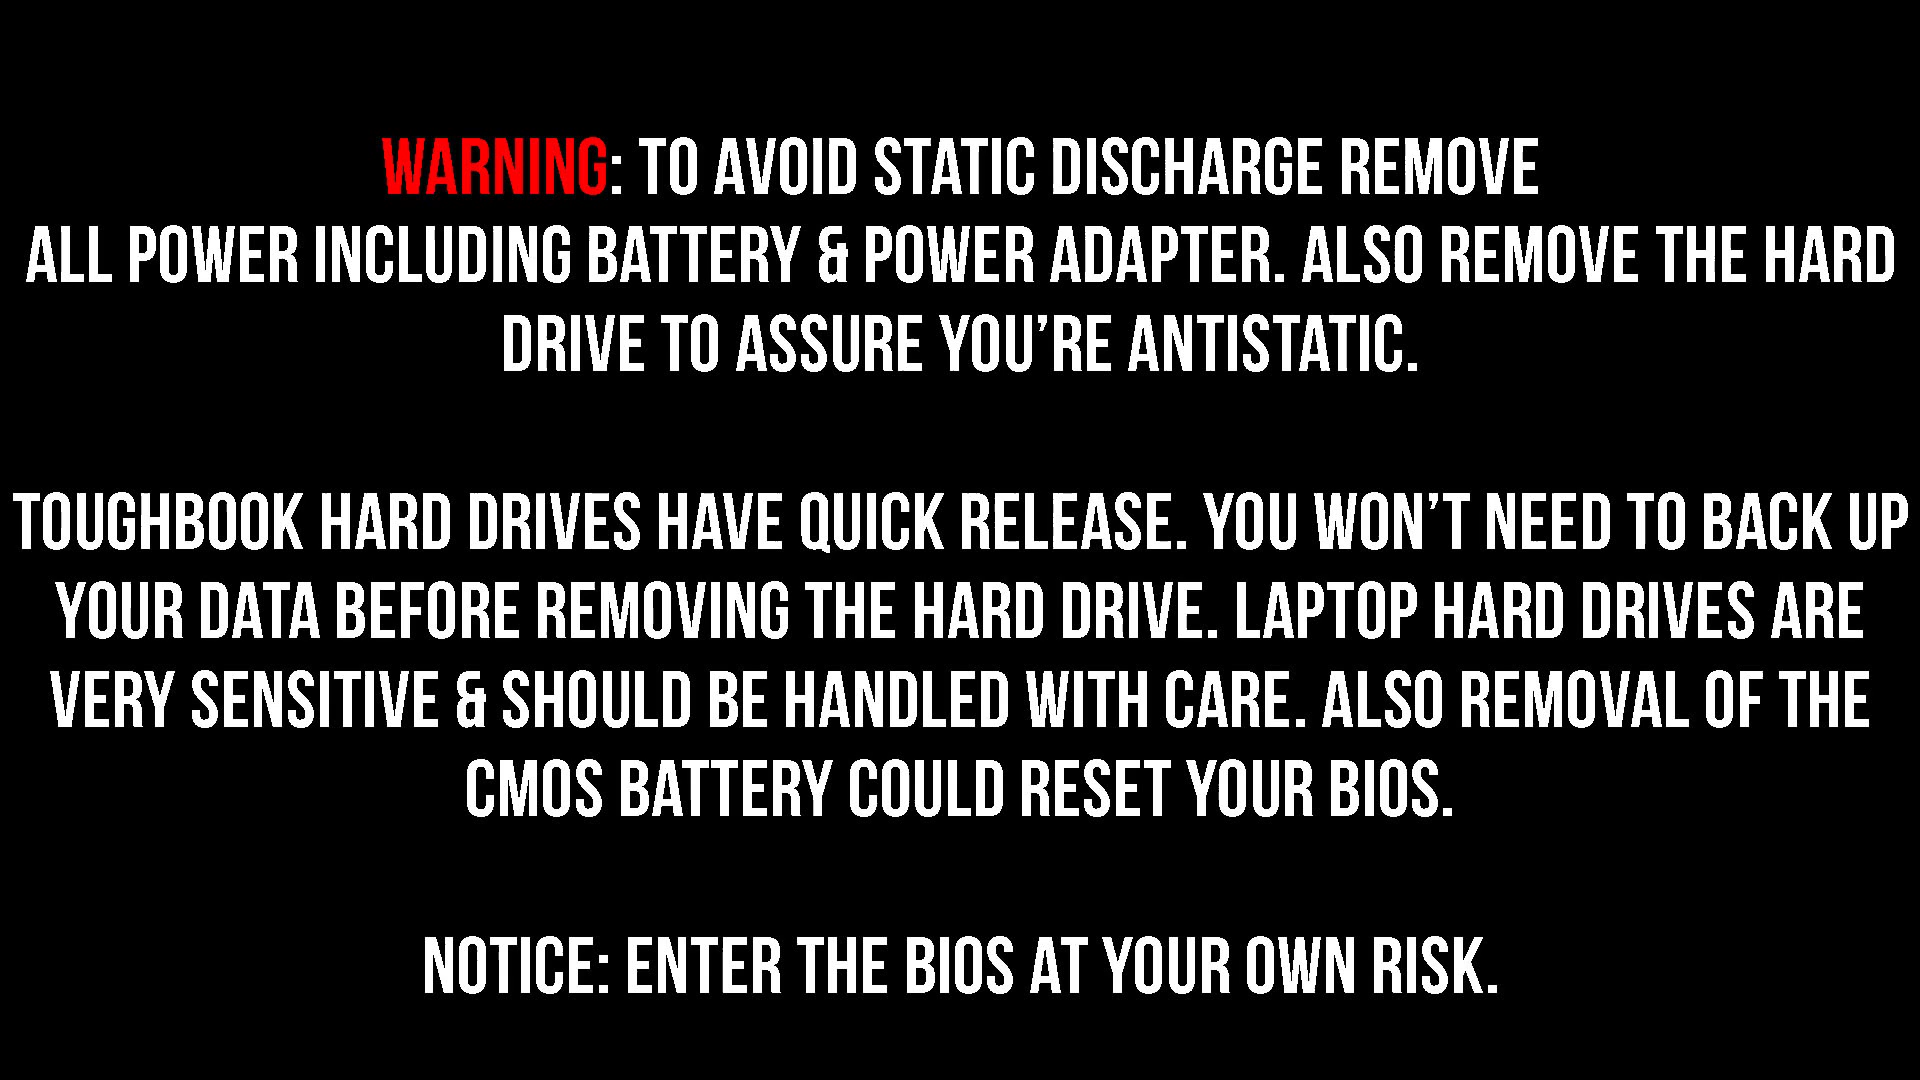 WARNING: TO AVOID STATIC DISCHARGE REMOVE
ALL POWER INCLUDING BATTERY & POWER ADAPTER. ALSO REMOVE THE HARD
DRIVE TO ASSURE YOU’RE ANTISTATIC.
TOUGHBOOK HARD DRIVES HAVE QUICK RELEASE. YOU WON’T NEED TO BACK UP
YOUR DATA BEFORE REMOVING THE HARD DRIVE. LAPTOP HARD DRIVES ARE
VERY SENSITIVE & SHOULD BE HANDLED WITH CARE. ALSO REMOVAL OF THE
CMOS BATTERY COULD RESET YOUR BIOS.
NOTICE: ENTER THE BIOS AT YOUR OWN RISK.